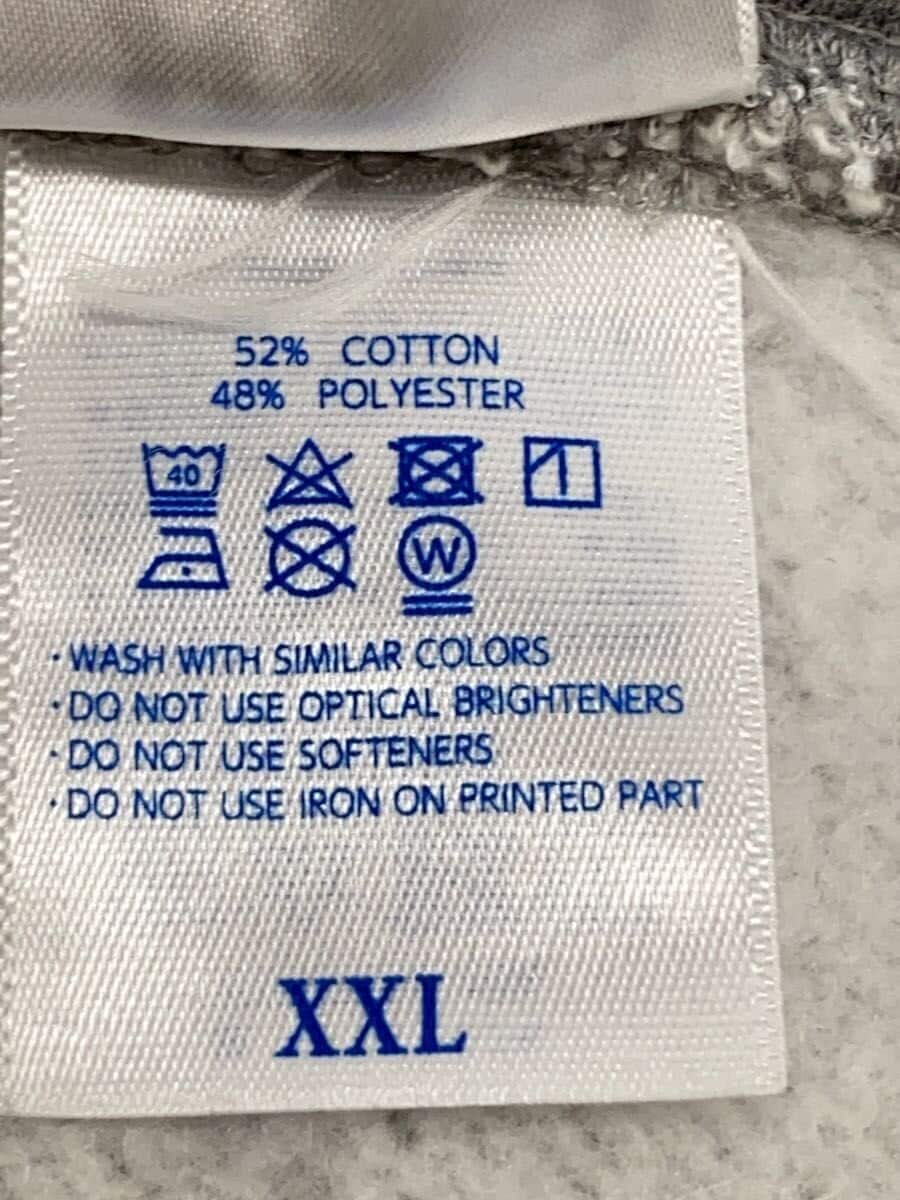 52% COTTON
48% POLYESTER
40
W
· WASH WITH SIMILAR COLORS
· DO NOT USE OPTICAL BRIGHTENERS
· DO NOT USE SOFTENERS
· DO NOT USE IRON ON PRINTED PART
XXL